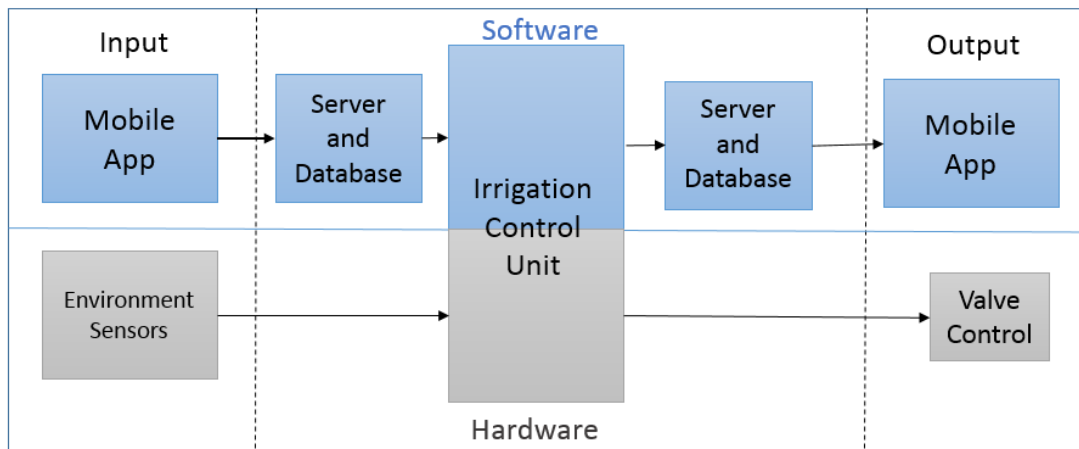 Input
Software
Output
Mobile
App
Server
and
Database
Irrigation
Control
Unit
Server
and
Database
Mobile
App
Environment
Sensors
Valve
Control
Hardware